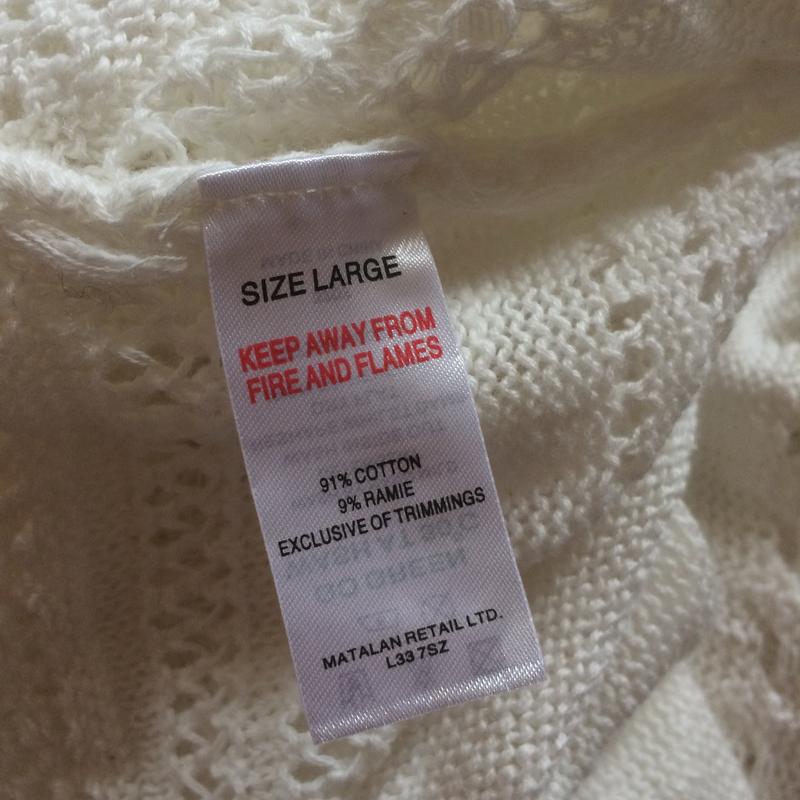 SIZE LARGE
KEEP AWAY FROM
FIRE AND FLAMES
91% COTTON
9% RAMIE
EXCLUSIVE OF TRIMMINGS
MATALAN RETAIL LTD.
L33 7SZ